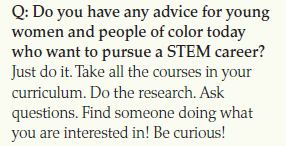 Q: Do you have any advice for young
women and people of color today
who want to pursue a STEM career?
Just do it. Take all the courses in your
curriculum. Do the research. Ask
questions. Find someone doing what
you are interested in! Be curious!